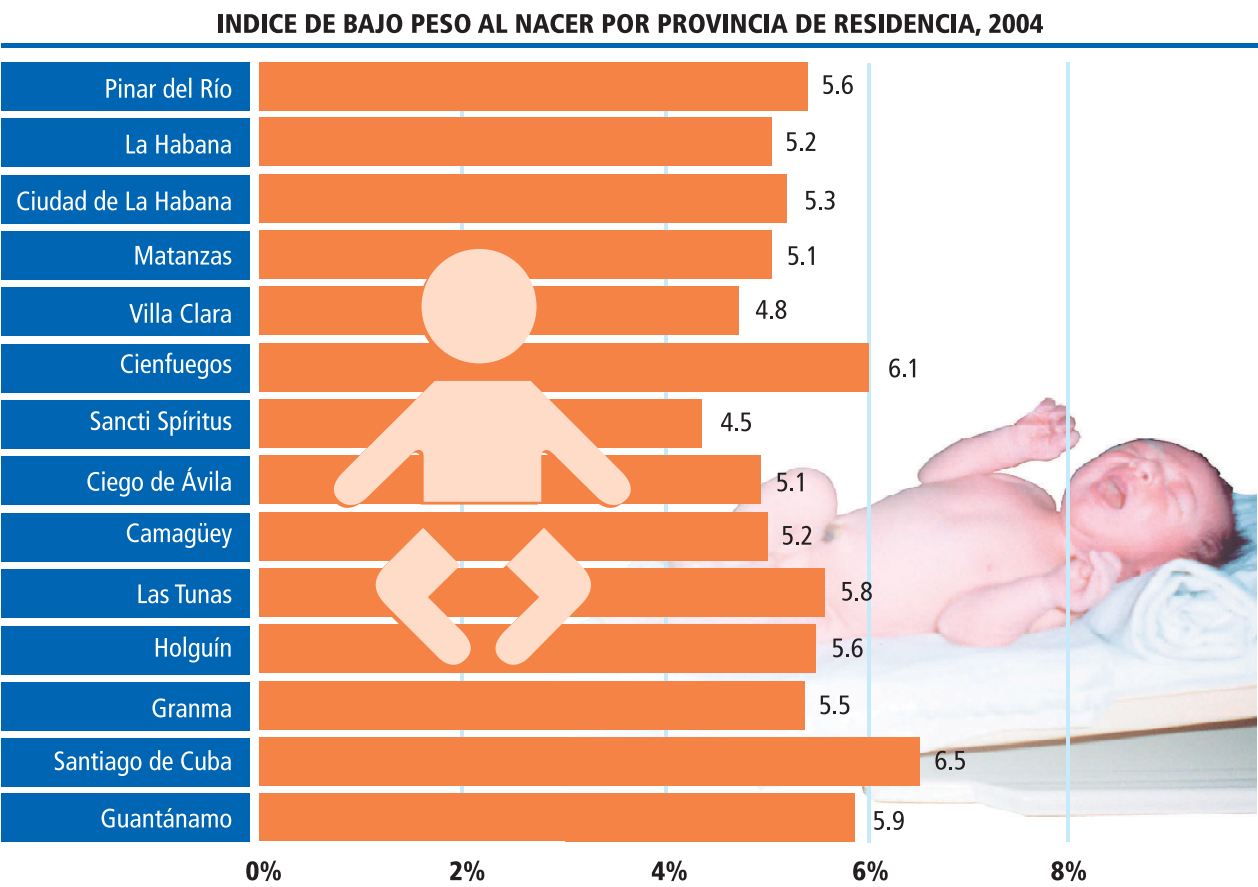 INDICE DE BAJO PESO AL NACER POR PROVINCIA DE RESIDENCIA, 2004
Pinar del Río 5.6
La Habana 5.2
Ciudad de La Habana 5.3
Matanzas 5.1
Villa Clara 4.8
Cienfuegos 6.1
Sancti Spíritus 4.5
Ciego de Ávila 5.1
Camagüey 5.2
Las Tunas 5.8
Holguín 5.6
Granma 5.5
Santiago de Cuba 6.5
Guantánamo 5.9
0% 2% 4% 6% 8%